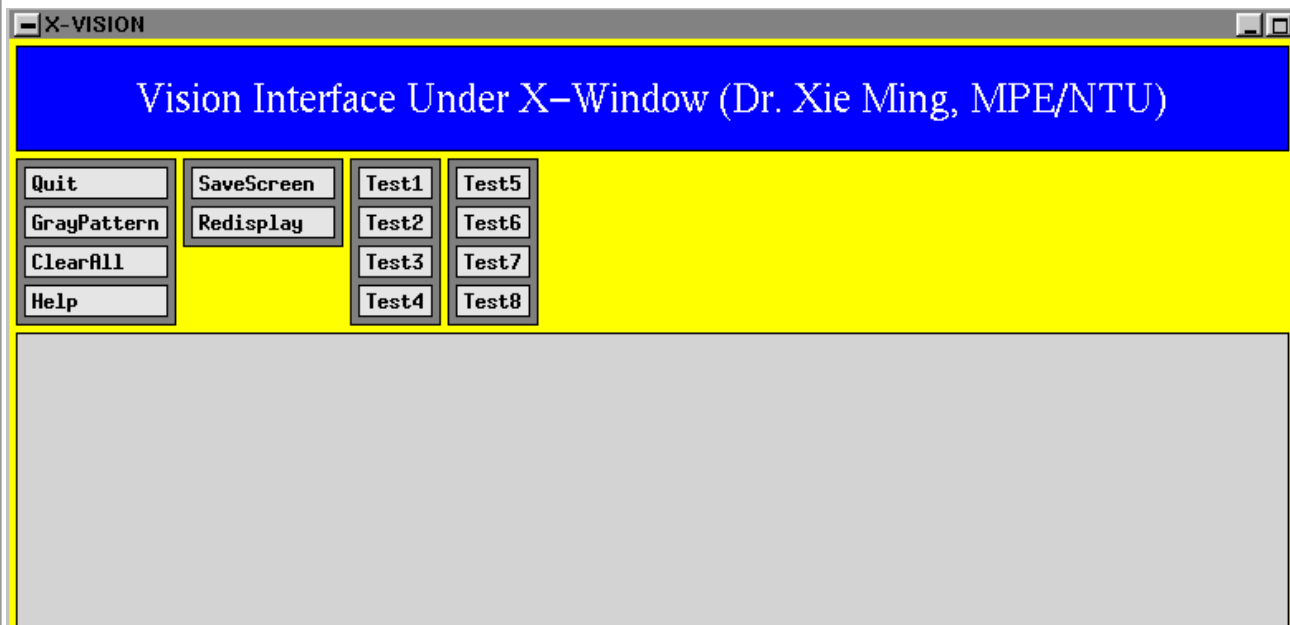 X-VISION
Vision Interface Under X-Window (Dr. Xie Ming, MPE/NTU)
Quit
GrayPattern
ClearAll
Help
SaveScreen
Redisplay
Test1
Test2
Test3
Test4
Test5
Test6
Test7
Test8